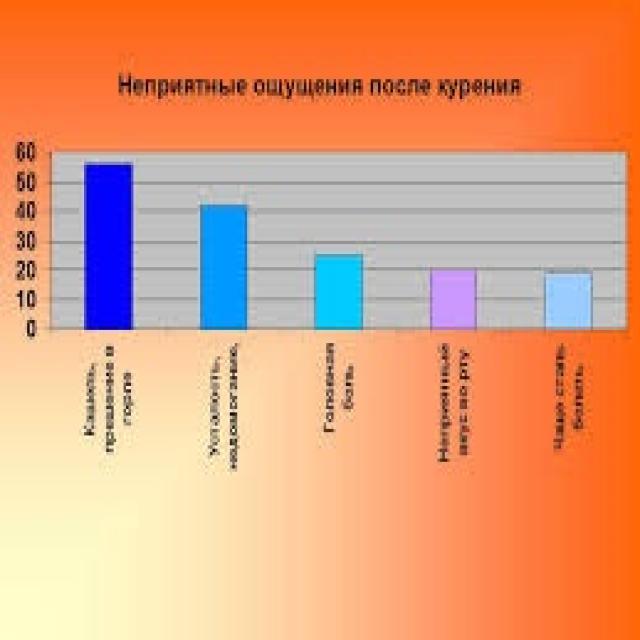 Неприятные ощущения после курения
60
50
40
30
20
10
0
Кашель,
першение в
горле
Усталость,
недомогание,
Головная
боль
Неприятный
вкус во рту
Чаще стать
болеть